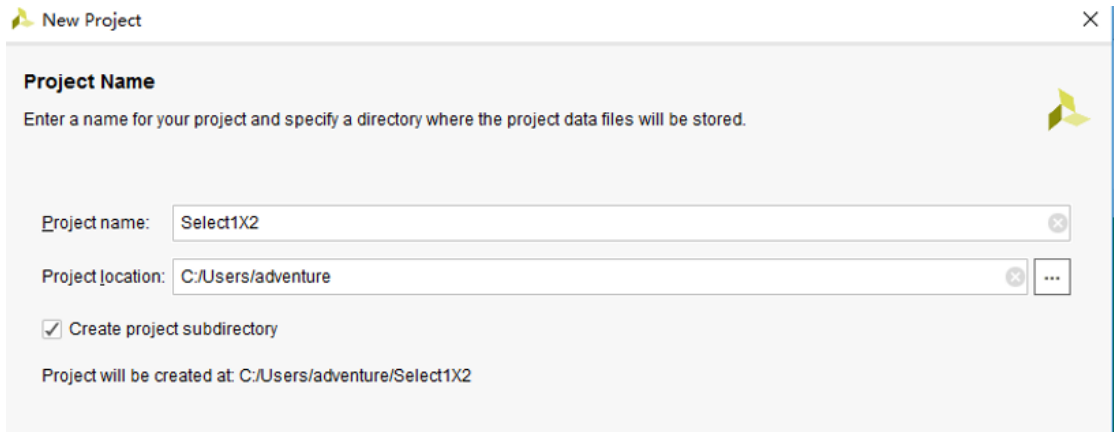 New Project
Project Name
Enter a name for your project and specify a directory where the project data files will be stored.
Project name: Select1X2
Project location: C:/Users/adventure
Create project subdirectory
Project will be created at: C:/Users/adventure/Select1X2